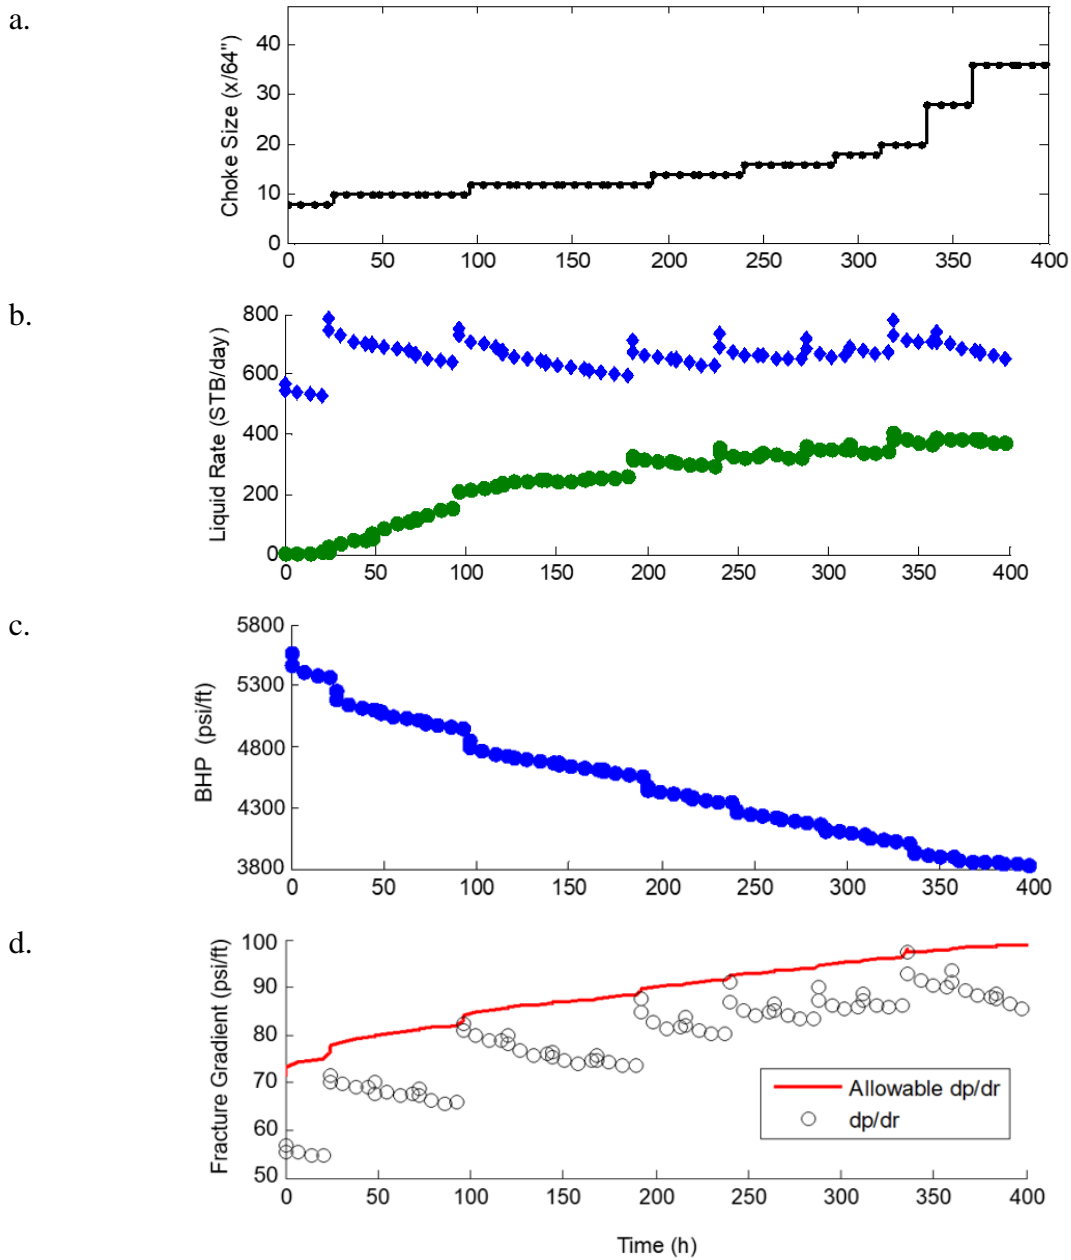 a.
Choke Size (x/64")
40
30
20
10
0
0 50 100 150 200 250 300 350 400
b.
Liquid Rate (STB/day)
800
600
400
200
0
0 50 100 150 200 250 300 350 400
c.
BHP (psi/ft)
5800
5300
4800
4300
3800
0 50 100 150 200 250 300 350 400
d.
Fracture Gradient (psi/ft)
100
90
80
70
60
50
Allowable dp/dr
dp/dr
0 50 100 150 200 250 300 350 400
Time (h)